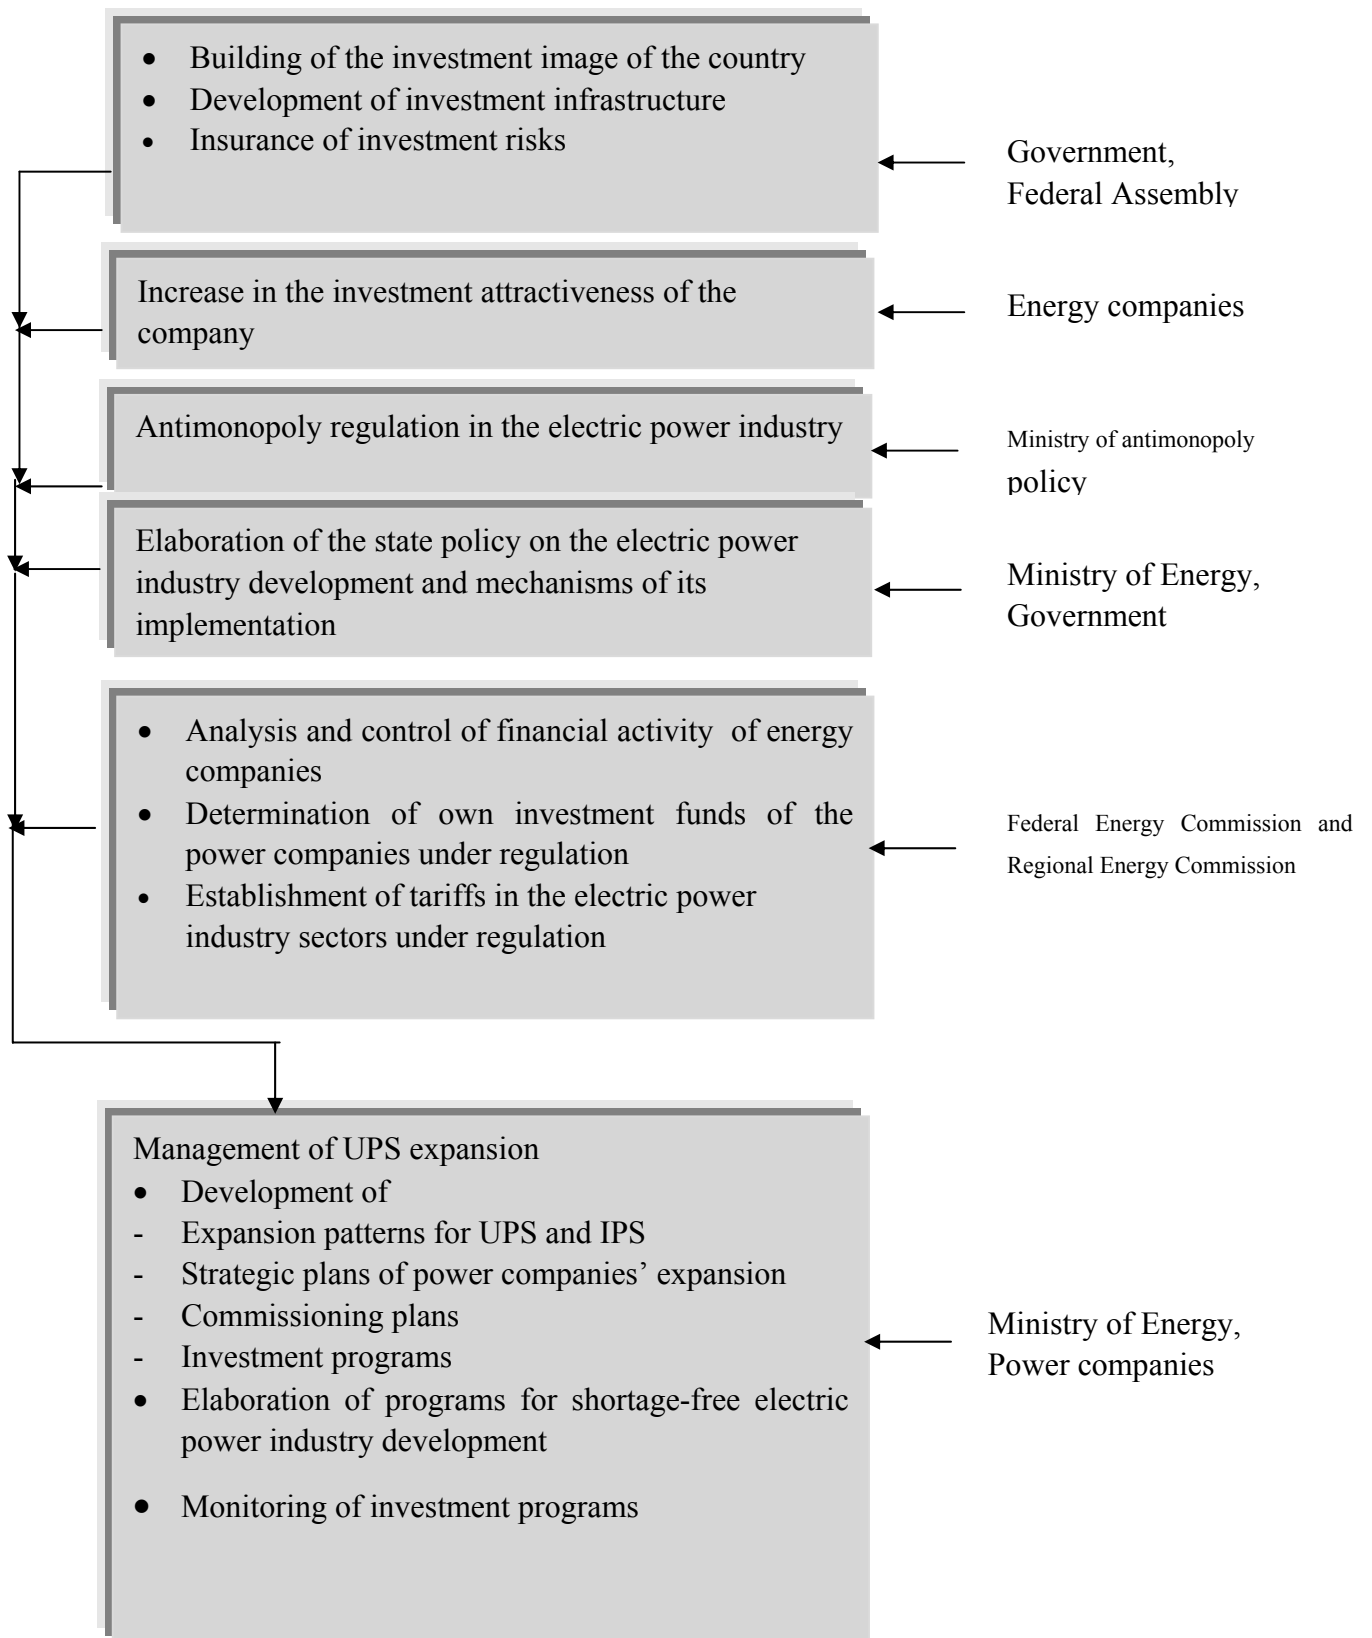 • Building of the investment image of the country
• Development of investment infrastructure
• Insurance of investment risks
Government,
Federal Assembly
Increase in the investment attractiveness of the
company
Energy companies
Antimonopoly regulation in the electric power industry
Ministry of antimonopoly
policy
Elaboration of the state policy on the electric power
industry development and mechanisms of its
implementation
Ministry of Energy,
Government
• Analysis and control of financial activity of energy
companies
• Determination of own investment funds of the
power companies under regulation
• Establishment of tariffs in the electric power
industry sectors under regulation
Federal Energy Commission and
Regional Energy Commission
Management of UPS expansion
• Development of
- Expansion patterns for UPS and IPS
- Strategic plans of power companies’ expansion
- Commissioning plans
- Investment programs
• Elaboration of programs for shortage-free electric
power industry development
• Monitoring of investment programs
Ministry of Energy,
Power companies